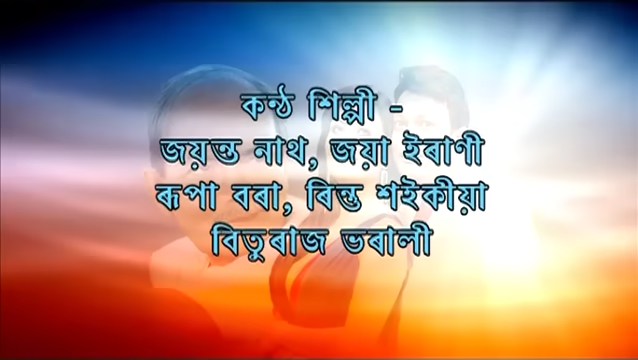 কন্ঠ শিল্পী -
জয়ন্ত নাথ, জয়া ইৰাণী
ৰূপা বৰা, ৰিন্তু শইকীয়া
ৰিতুৰাজ ভৰালী